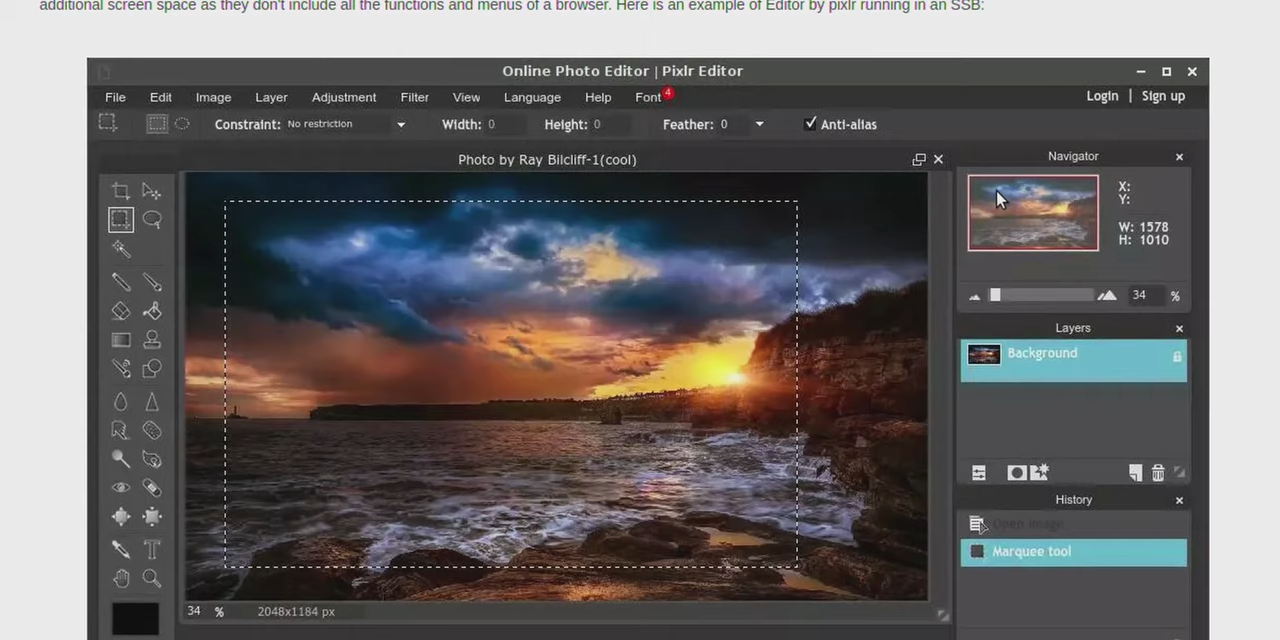 additional screen space as they don't include all the functions and menus of a browser. Here is an example of Editor by pixlr running in an SSB:
Online Photo Editor | Pixlr Editor
File Edit Image Layer Adjustment Filter View Language Help Font 4 Login | Sign up
Constraint: No restriction Width: 0 Height: 0 Feather: 0 Anti-alias
Photo by Ray Bilcliff-1(cool)
Navigator
X:
Y:
W: 1578
H: 1010
34 %
Layers
Background
History
Open image
Marquee tool
34 % 2048x1184 px